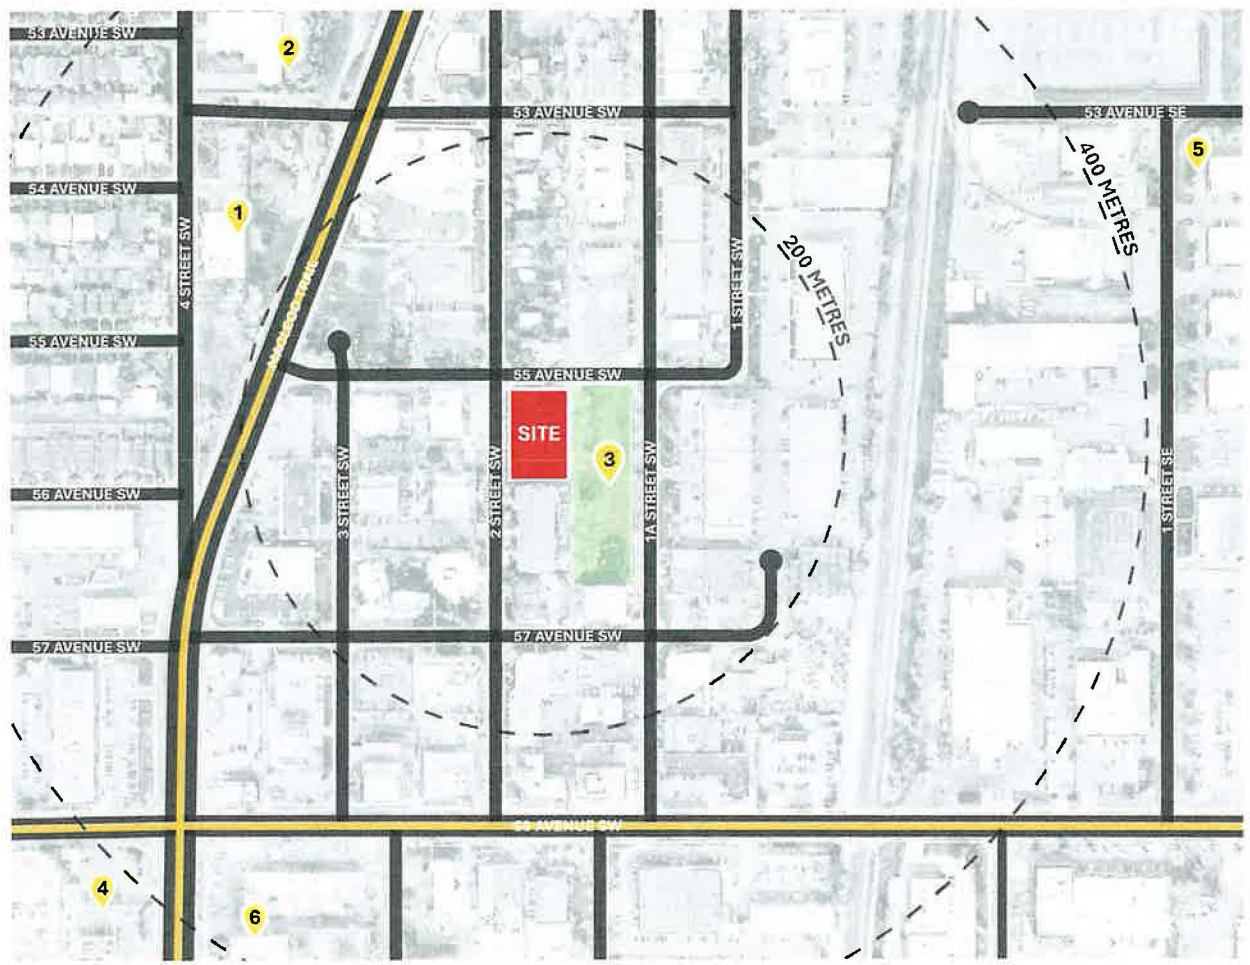 53 AVENUE SW
2
53 AVENUE SW
53 AVENUE SE
5
400 METRES
54 AVENUE SW
1
4 STREET SW
200 METRES
1 STREET SW
55 AVENUE SW
55 AVENUE SW
SITE
3
3 STREET SW
2 STREET SW
1A STREET SW
1 STREET SE
56 AVENUE SW
57 AVENUE SW
57 AVENUE SW
4
6